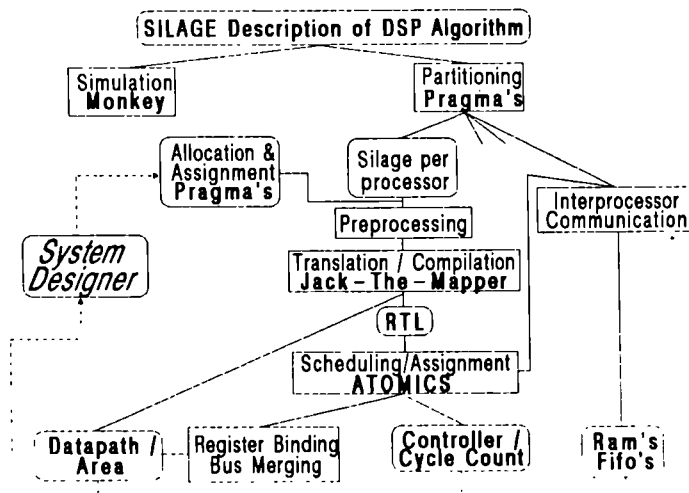 SILAGE Description of DSP Algorithm
Simulation
Monkey
Partitioning
Pragma's
Allocation &
Assignment
Pragma's
Silage per
processor
Interprocessor
Communication
Preprocessing
System
Designer
Translation / Compilation
Jack-The-Mapper
RTL
Scheduling/Assignment
ATOMICS
Datapath /
Area
Register Binding
Bus Merging
Controller /
Cycle Count
Ram's
Fifo's